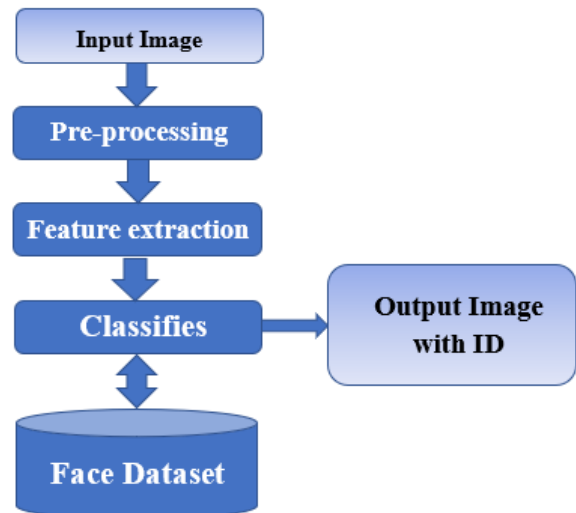 Input Image
Pre-processing
Feature extraction
Classifies
Output Image
with ID
Face Dataset